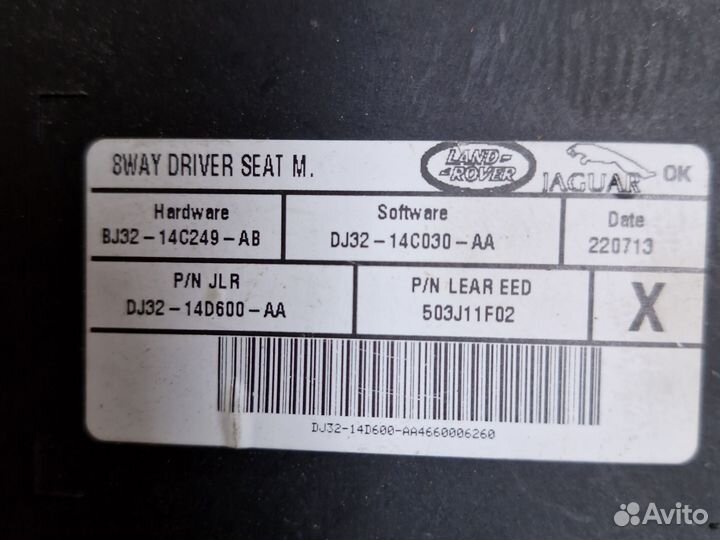 8WAY DRIVER SEAT M.
LAND-
-ROVER
JAGUAR
OK
Hardware
BJ32-14C249-AB
Software
DJ32-14C030-AA
Date
220713
P/N JLR
DJ32-14D600-AA
P/N LEAR EED
503J11F02
X
DJ32-14D600-AA4660006260
Avito